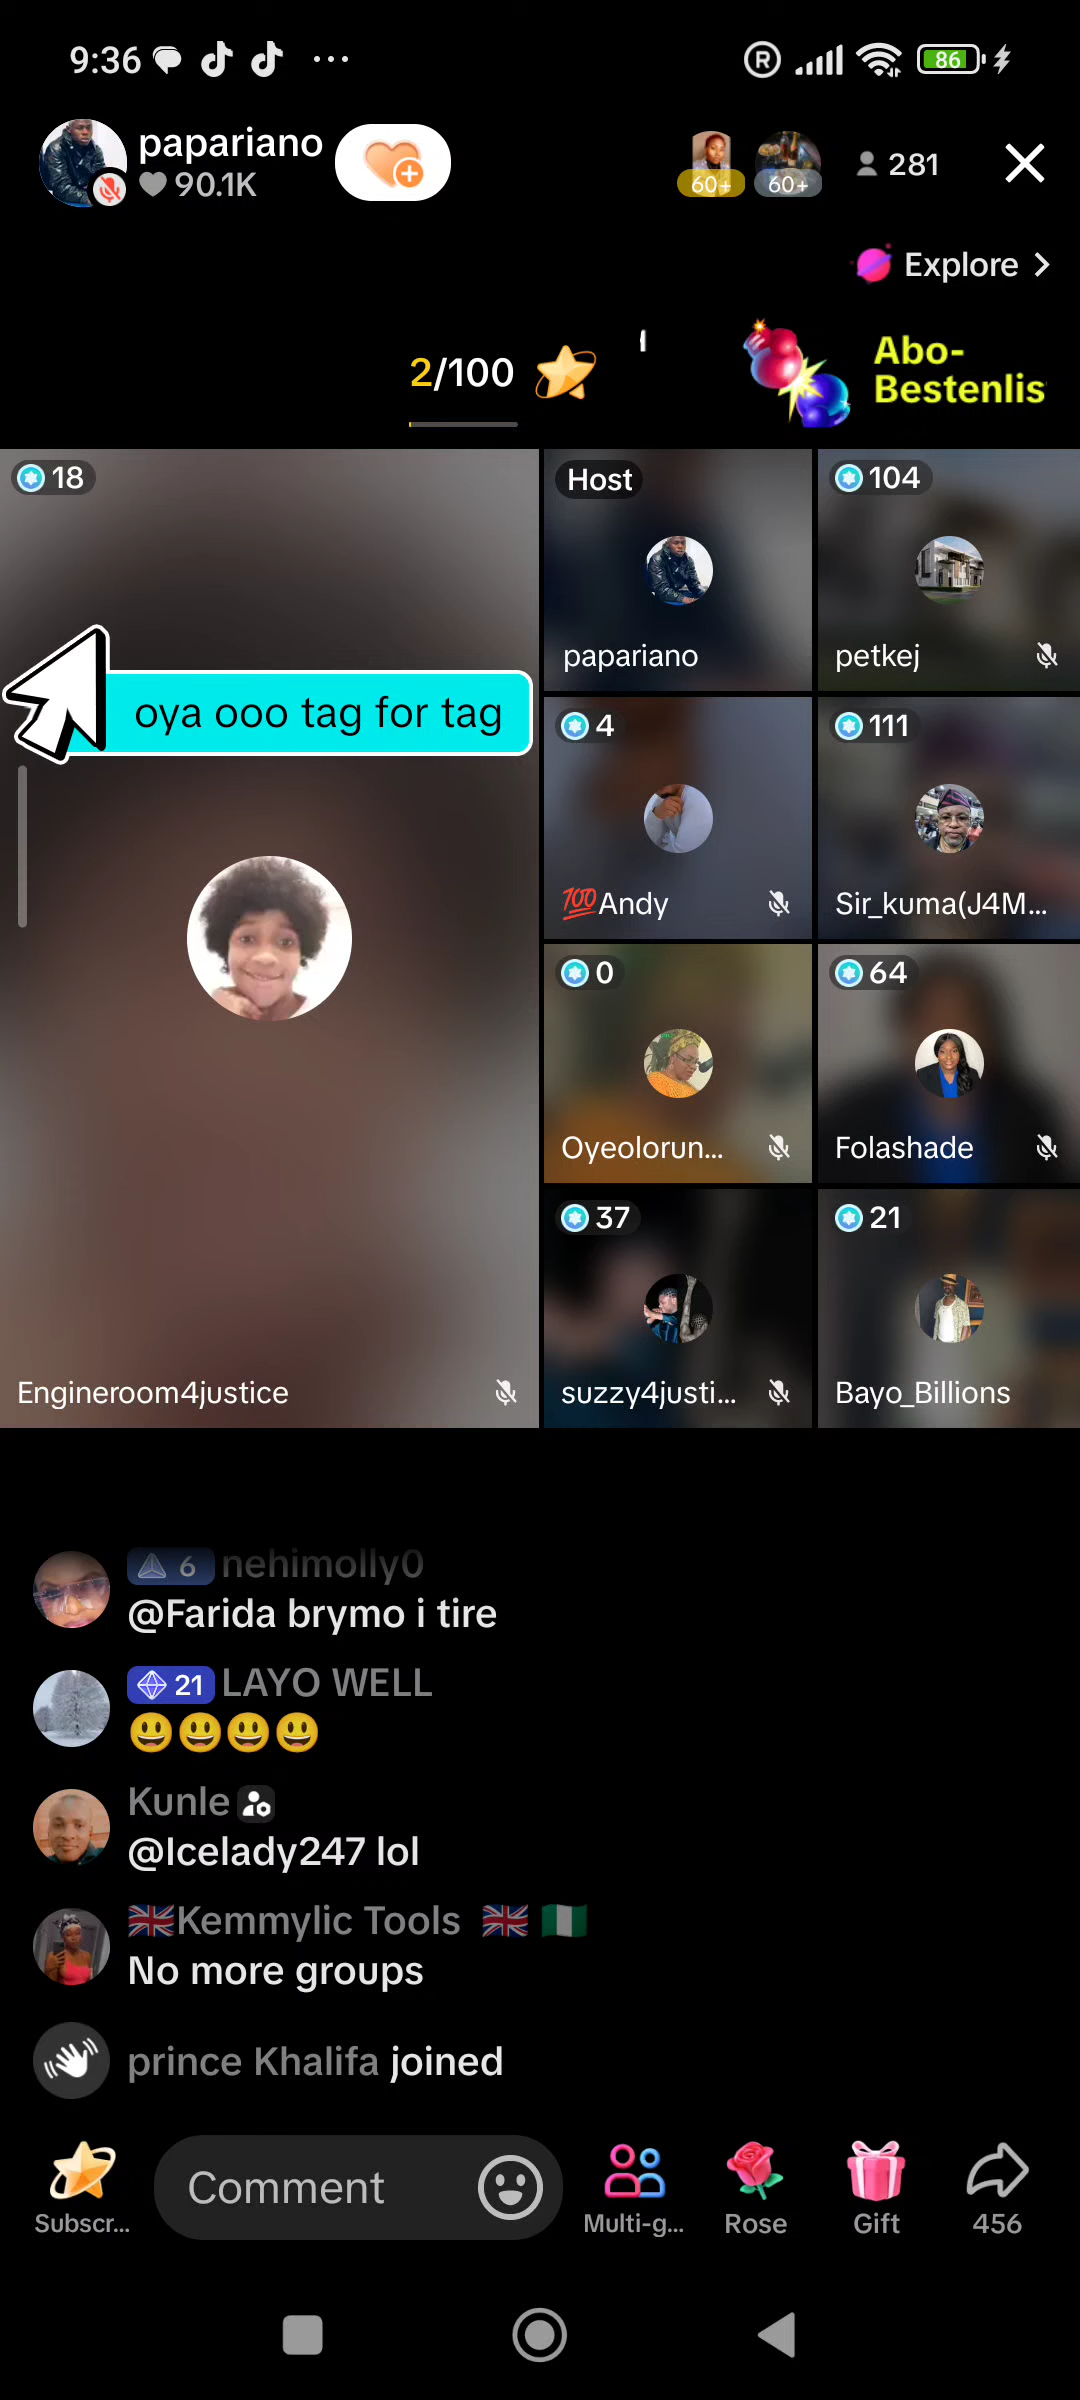 9:36
86
papariano
90.1K
60+
60+
281
Explore
2/100
Abo-
Bestenlis
18
oya ooo tag for tag
Engineroom4justice
Host
papariano
104
petkej
4
💯Andy
111
Sir_kuma(J4M...
0
Oyeolorun...
64
Folashade
37
suzzy4justi...
21
Bayo_Billions
6 nehimolly0
@Farida brymo i tire
21 LAYO WELL
😃😃😃😃
Kunle
@Icelady247 lol
🇬🇧Kemmylic Tools 🇬🇧 🇳🇬
No more groups
prince Khalifa joined
Subscr...
Comment
Multi-g...
Rose
Gift
456